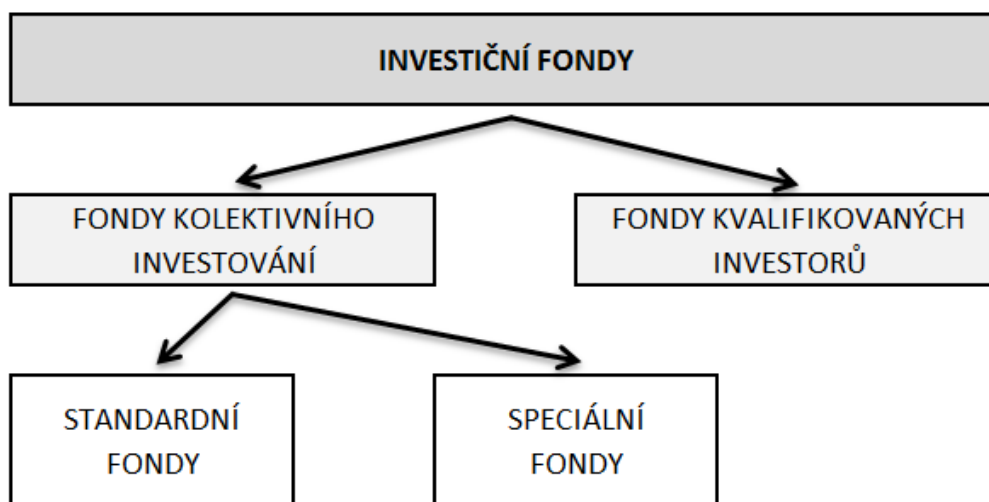 INVESTIČNÍ FONDY
FONDY KOLEKTIVNÍHO
INVESTOVÁNÍ
FONDY KVALIFIKOVANÝCH
INVESTORŮ
STANDARDNÍ
FONDY
SPECIÁLNÍ
FONDY